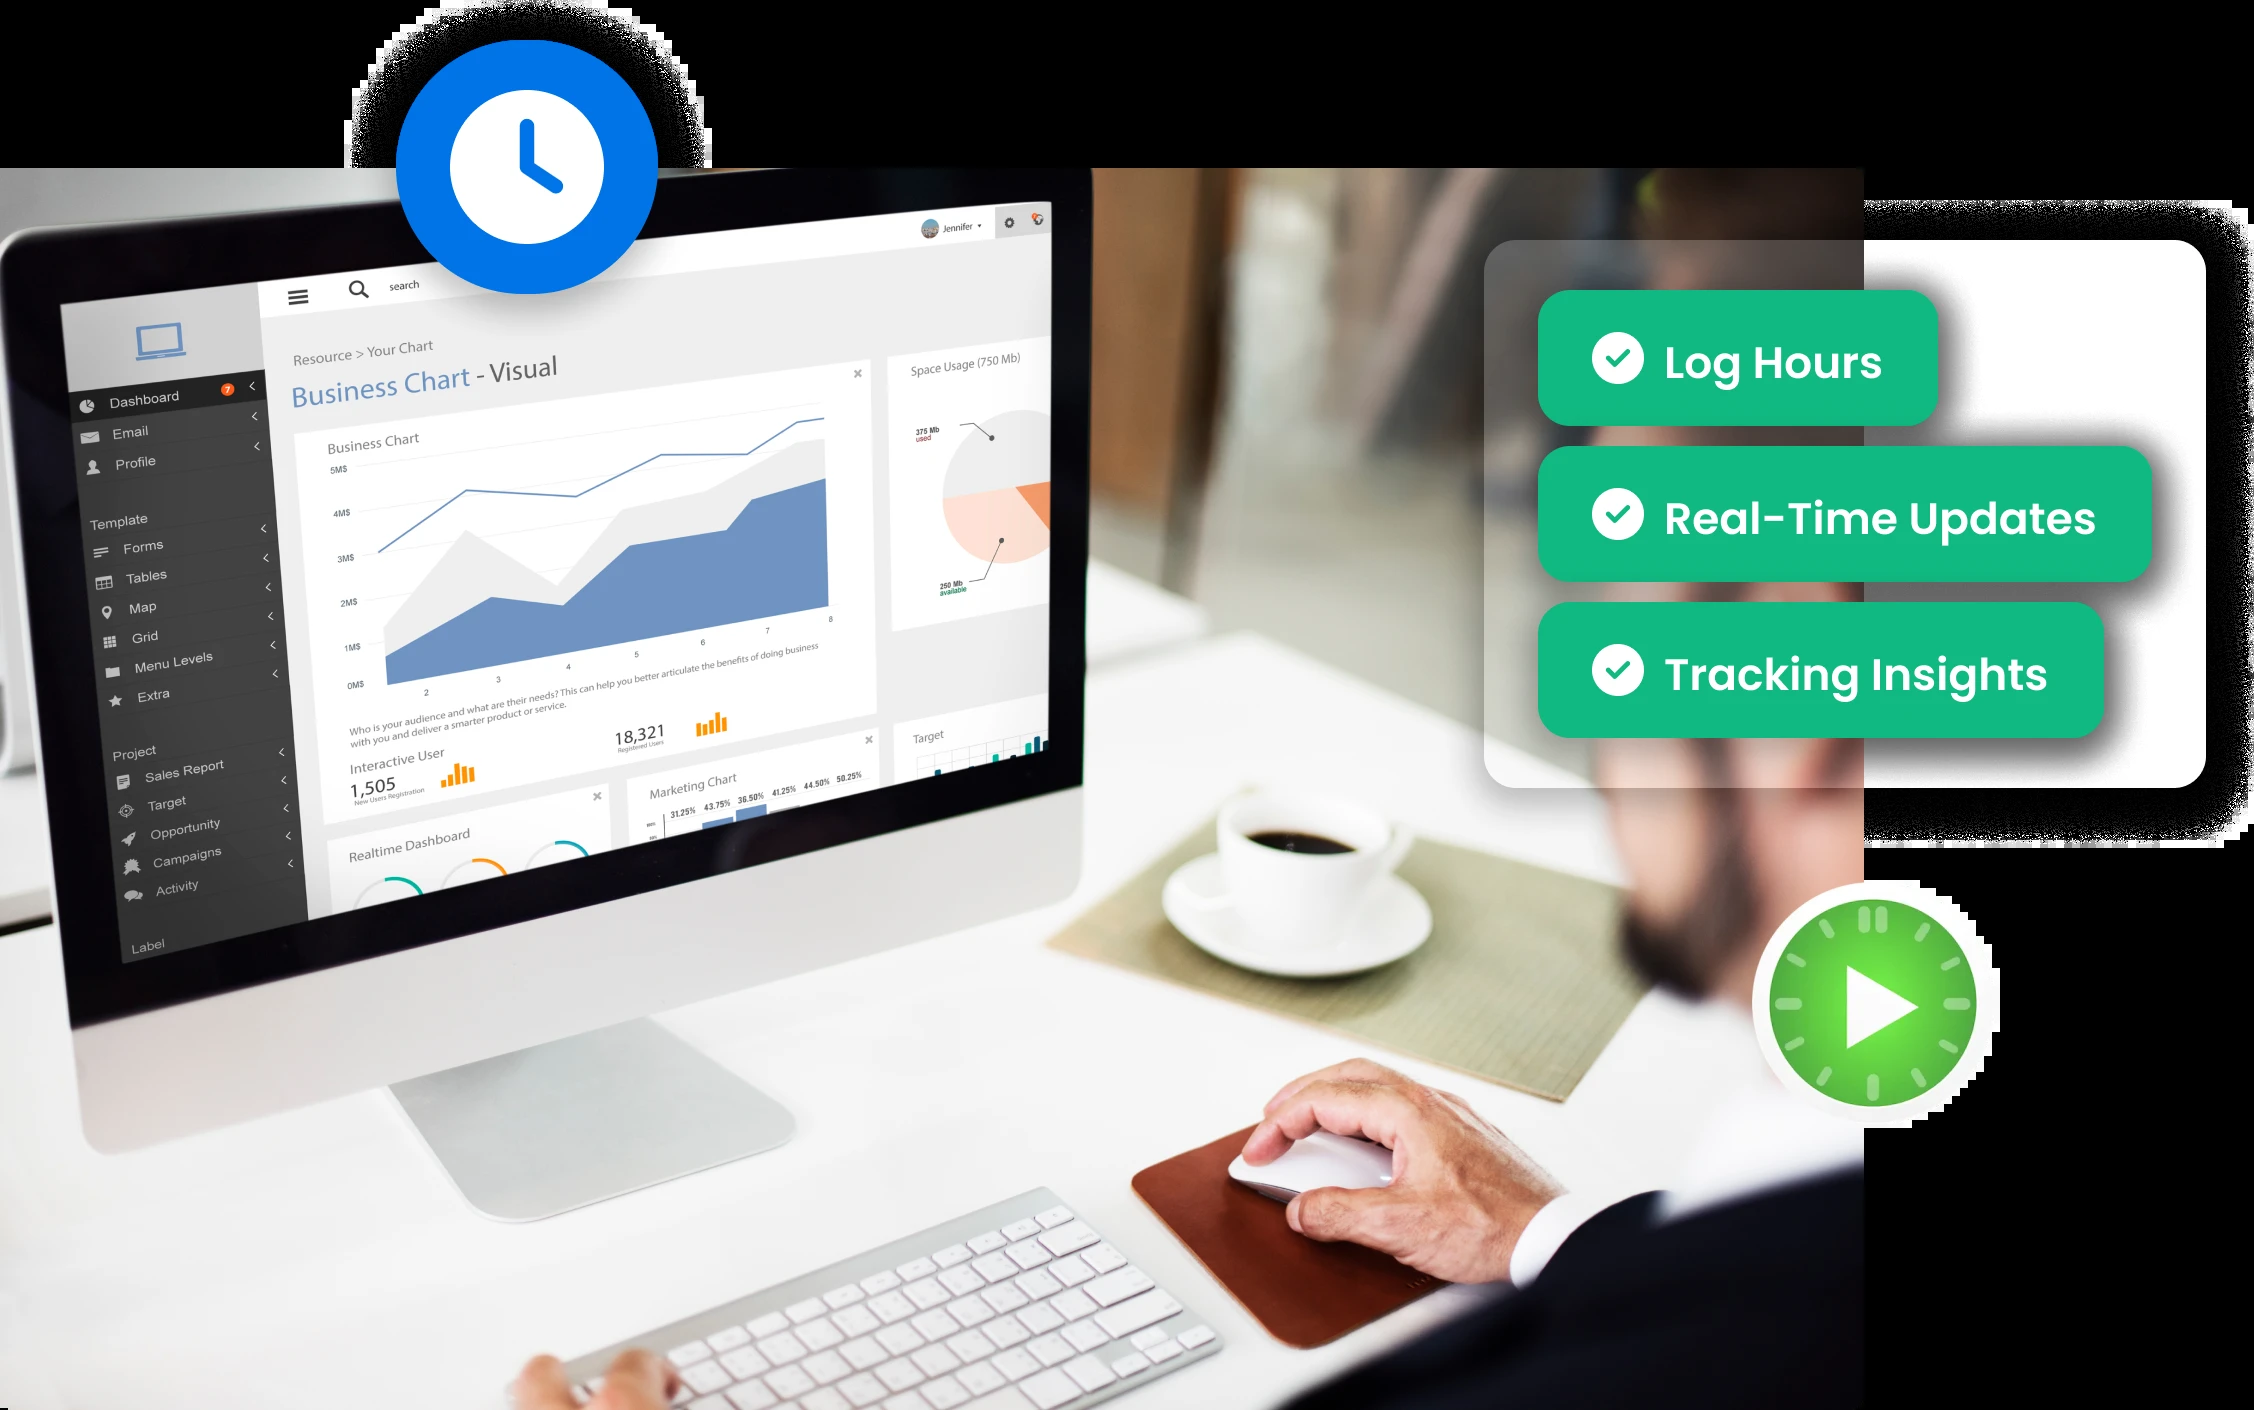 Jennifer
search
Resource > Your Chart
Business Chart - Visual
Dashboard 7
Email
Profile
Template
Forms
Tables
Map
Grid
Menu Levels
Extra
Project
Sales Report
Target
Opportunity
Campaigns
Activity
Label
Business Chart
5M$
4M$
3M$
2M$
1M$
0M$
2 3 4 5 6 7 8
Who is your audience and what are their needs? This can help you better articulate the benefits of doing business
with you and deliver a smarter product or service.
Interactive User
1,505
New Users Registration
18,321
Registered Users
Space Usage (750 Mb)
375 Mb
used
250 Mb
available
Realtime Dashboard
Marketing Chart
31.25% 43.75% 36.50% 41.25% 44.50% 50.25%
Target
Log Hours
Real-Time Updates
Tracking Insights